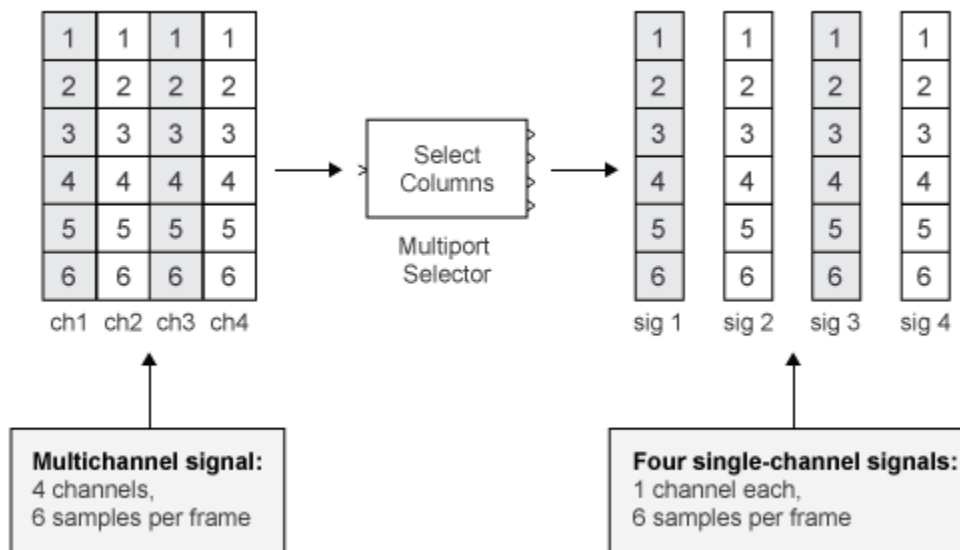 1 1 1 1 1 1 1 1
2 2 2 2 2 2 2 2
3 3 3 3 3 3 3 3
4 4 4 4 4 4 4 4
5 5 5 5 5 5 5 5
6 6 6 6 6 6 6 6
Select
Columns
Multiport
Selector
ch1 ch2 ch3 ch4
sig 1 sig 2 sig 3 sig 4
Multichannel signal:
4 channels,
6 samples per frame
Four single-channel signals:
1 channel each,
6 samples per frame